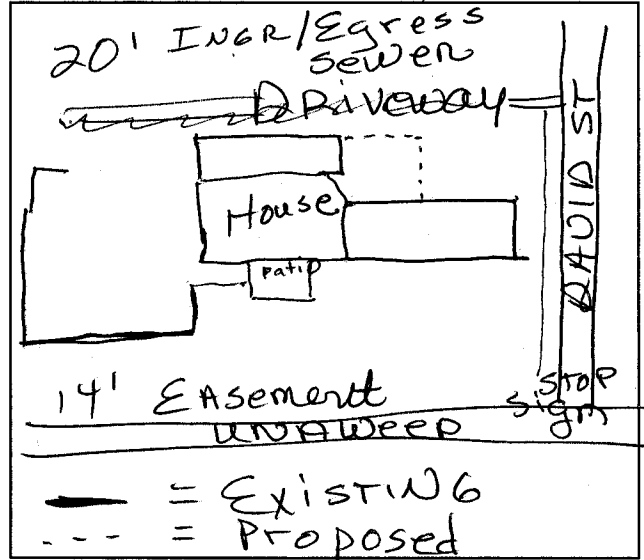 20' INGR/Egress
sewer
DRiveway
DAVID ST
House
patio
14' EAsement
STOP
Sign
UNAWEEP
= EXISTING
= Proposed